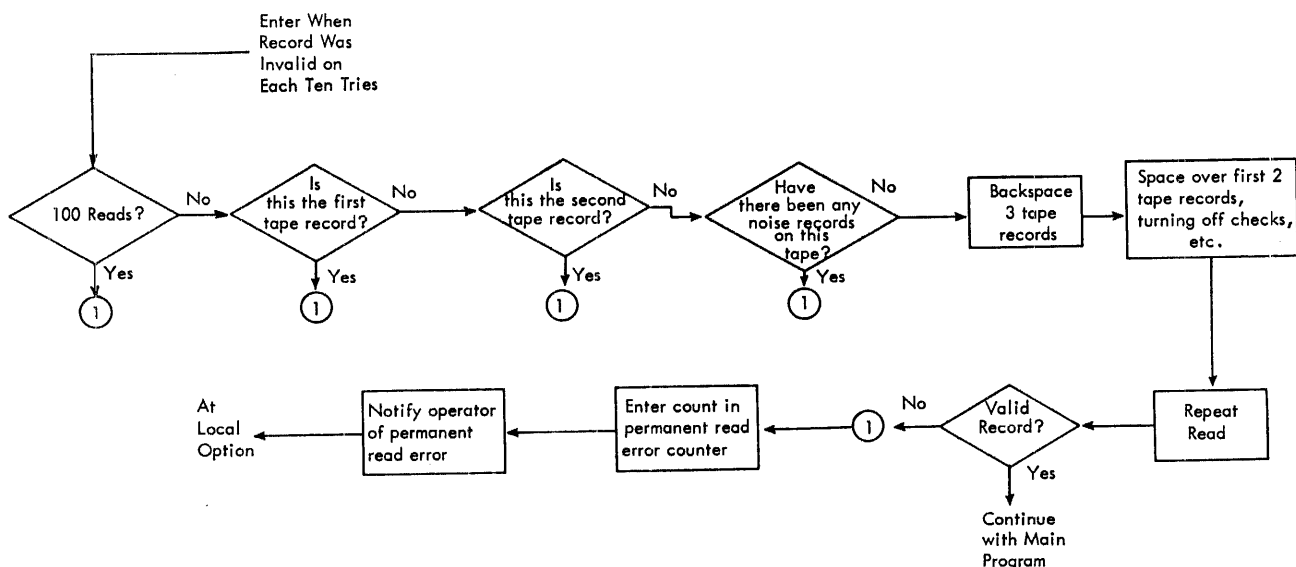 Enter When
Record Was
Invalid on
Each Ten Tries
100 Reads?
No
Yes
1
Is
this the first
tape record?
No
Yes
1
Is
this the second
tape record?
No
Yes
1
Have
there been any
noise records
on this
tape?
No
Yes
1
Backspace
3 tape
records
Space over first 2
tape records,
turning off checks,
etc.
Repeat
Read
Valid
Record?
No
Yes
Continue
with Main
Program
1
Enter count in
permanent read
error counter
Notify operator
of permanent
read error
At
Local
Option